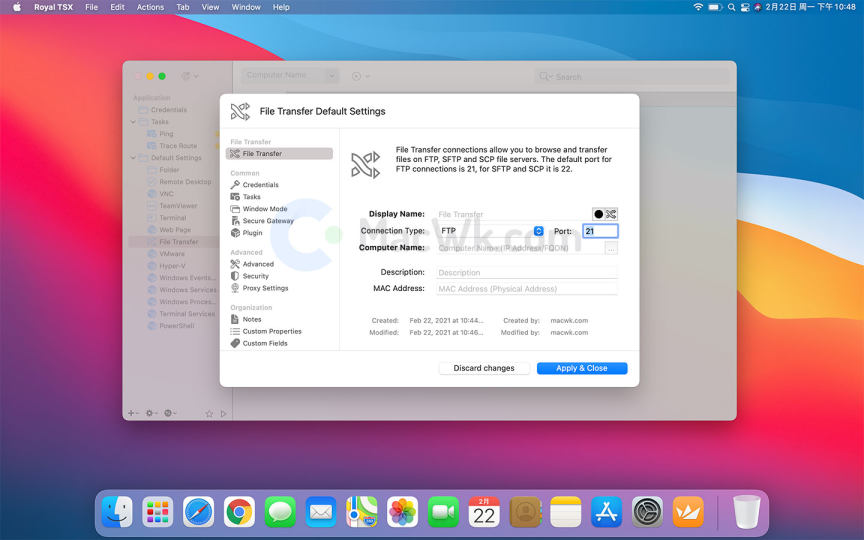 Royal TSX File Edit Actions Tab View Window Help
2月22日 周一 下午10:48
Computer Name
Search
Application
Credentials
Tasks
Ping
Trace Route
Default Settings
Folder
Remote Desktop
VNC
TeamViewer
Terminal
Web Page
File Transfer
VMware
Hyper-V
Windows Events...
Windows Services
Windows Proces...
Terminal Services
PowerShell
File Transfer Default Settings
File Transfer
File Transfer
Common
Credentials
Tasks
Window Mode
Secure Gateway
Plugin
Advanced
Advanced
Security
Proxy Settings
Organization
Notes
Custom Properties
Custom Fields
File Transfer connections allow you to browse and transfer
files on FTP, SFTP and SCP file servers. The default port for
FTP connections is 21, for SFTP and SCP it is 22.
Display Name: File Transfer
Connection Type: FTP Port: 21
Computer Name: Computer Name (IP Address/FQDN) ...
Description: Description
MAC Address: MAC Address (Physical Address)
Created: Feb 22, 2021 at 10:44... Created by: macwk.com
Modified: Feb 22, 2021 at 10:46... Modified by: macwk.com
Discard changes Apply & Close
MacWk.com
2月
22